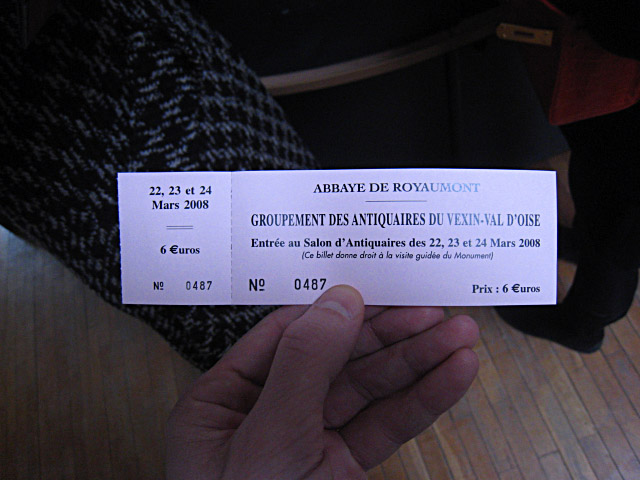 22, 23 et 24
Mars 2008
6 €uros
Nº 0487
ABBAYE DE ROYAUMONT
GROUPEMENT DES ANTIQUAIRES DU VEXIN-VAL D'OISE
Entrée au Salon d'Antiquaires des 22, 23 et 24 Mars 2008
(Ce billet donne droit à la visite guidée du Monument)
Nº 0487
Prix : 6 €uros